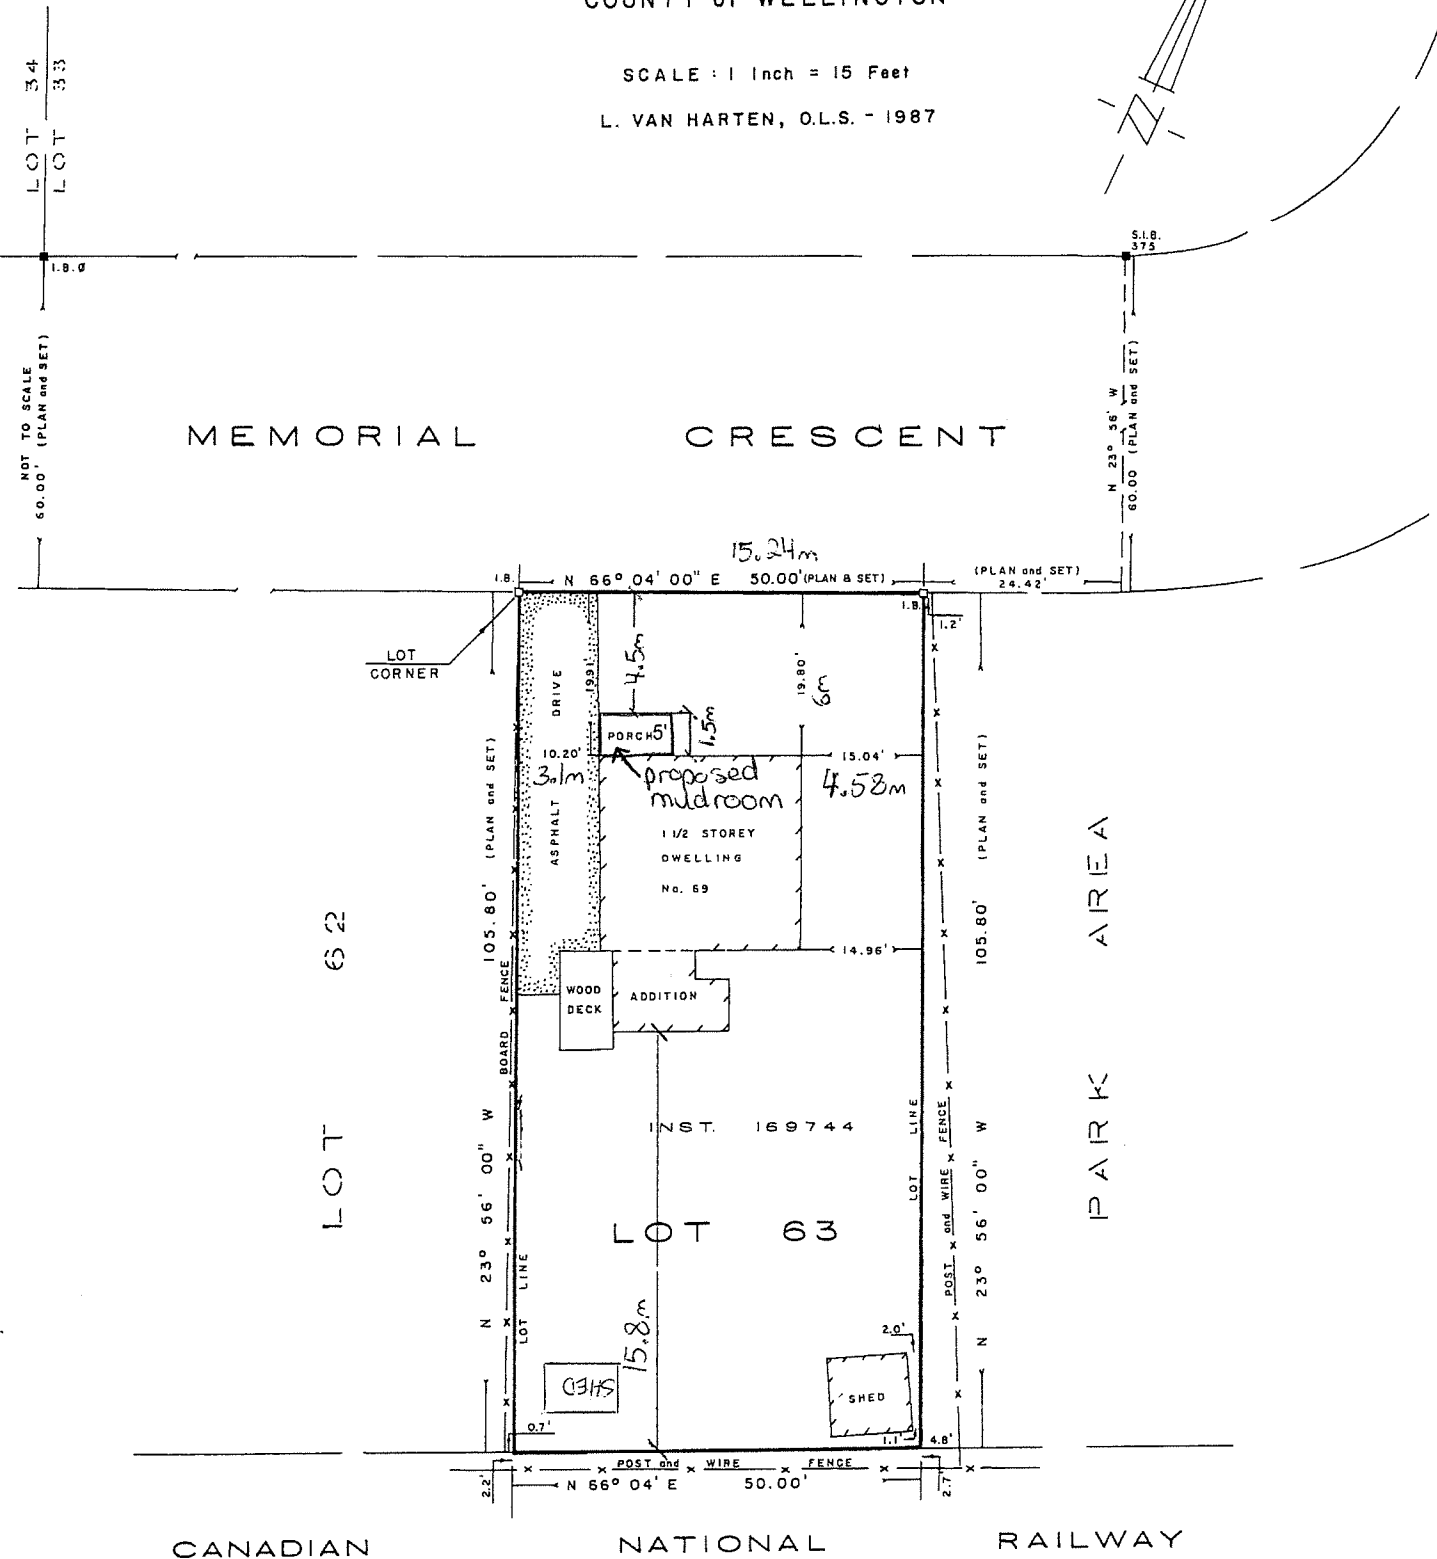 COUNTY of WELLINGTON
SCALE : 1 Inch = 15 Feet
L. VAN HARTEN, O.L.S. - 1987
LOT 34
LOT 33
I.B.Ø
S.I.B.
375
NOT TO SCALE
60.00' (PLAN and SET)
N 23° 56' W
60.00 (PLAN and SET)
MEMORIAL CRESCENT
15.24m
I.B.
N 66° 04' 00" E 50.00' (PLAN & SET)
(PLAN and SET)
24.42'
I.B.
1.2'
LOT
CORNER
ASPHALT DRIVE
19.91'
4.5m
19.80'
6m
PORCH 5'
1.5m
10.20'
3.1m
15.04'
4.58m
proposed
mudroom
1 1/2 STOREY
DWELLING
No. 69
14.96'
WOOD
DECK
ADDITION
LOT 62
N 23° 56' 00" W 105.80' (PLAN and SET)
BOARD FENCE
LOT LINE
INST. 169744
LOT 63
15.8m
LOT LINE
POST and WIRE FENCE
N 23° 56' 00" W 105.80' (PLAN and SET)
PARK AREA
SHED
SHED
2.0'
0.7'
1.1'
4.8'
2.2'
POST and WIRE FENCE
2.7'
N 66° 04' E 50.00'
CANADIAN NATIONAL RAILWAY